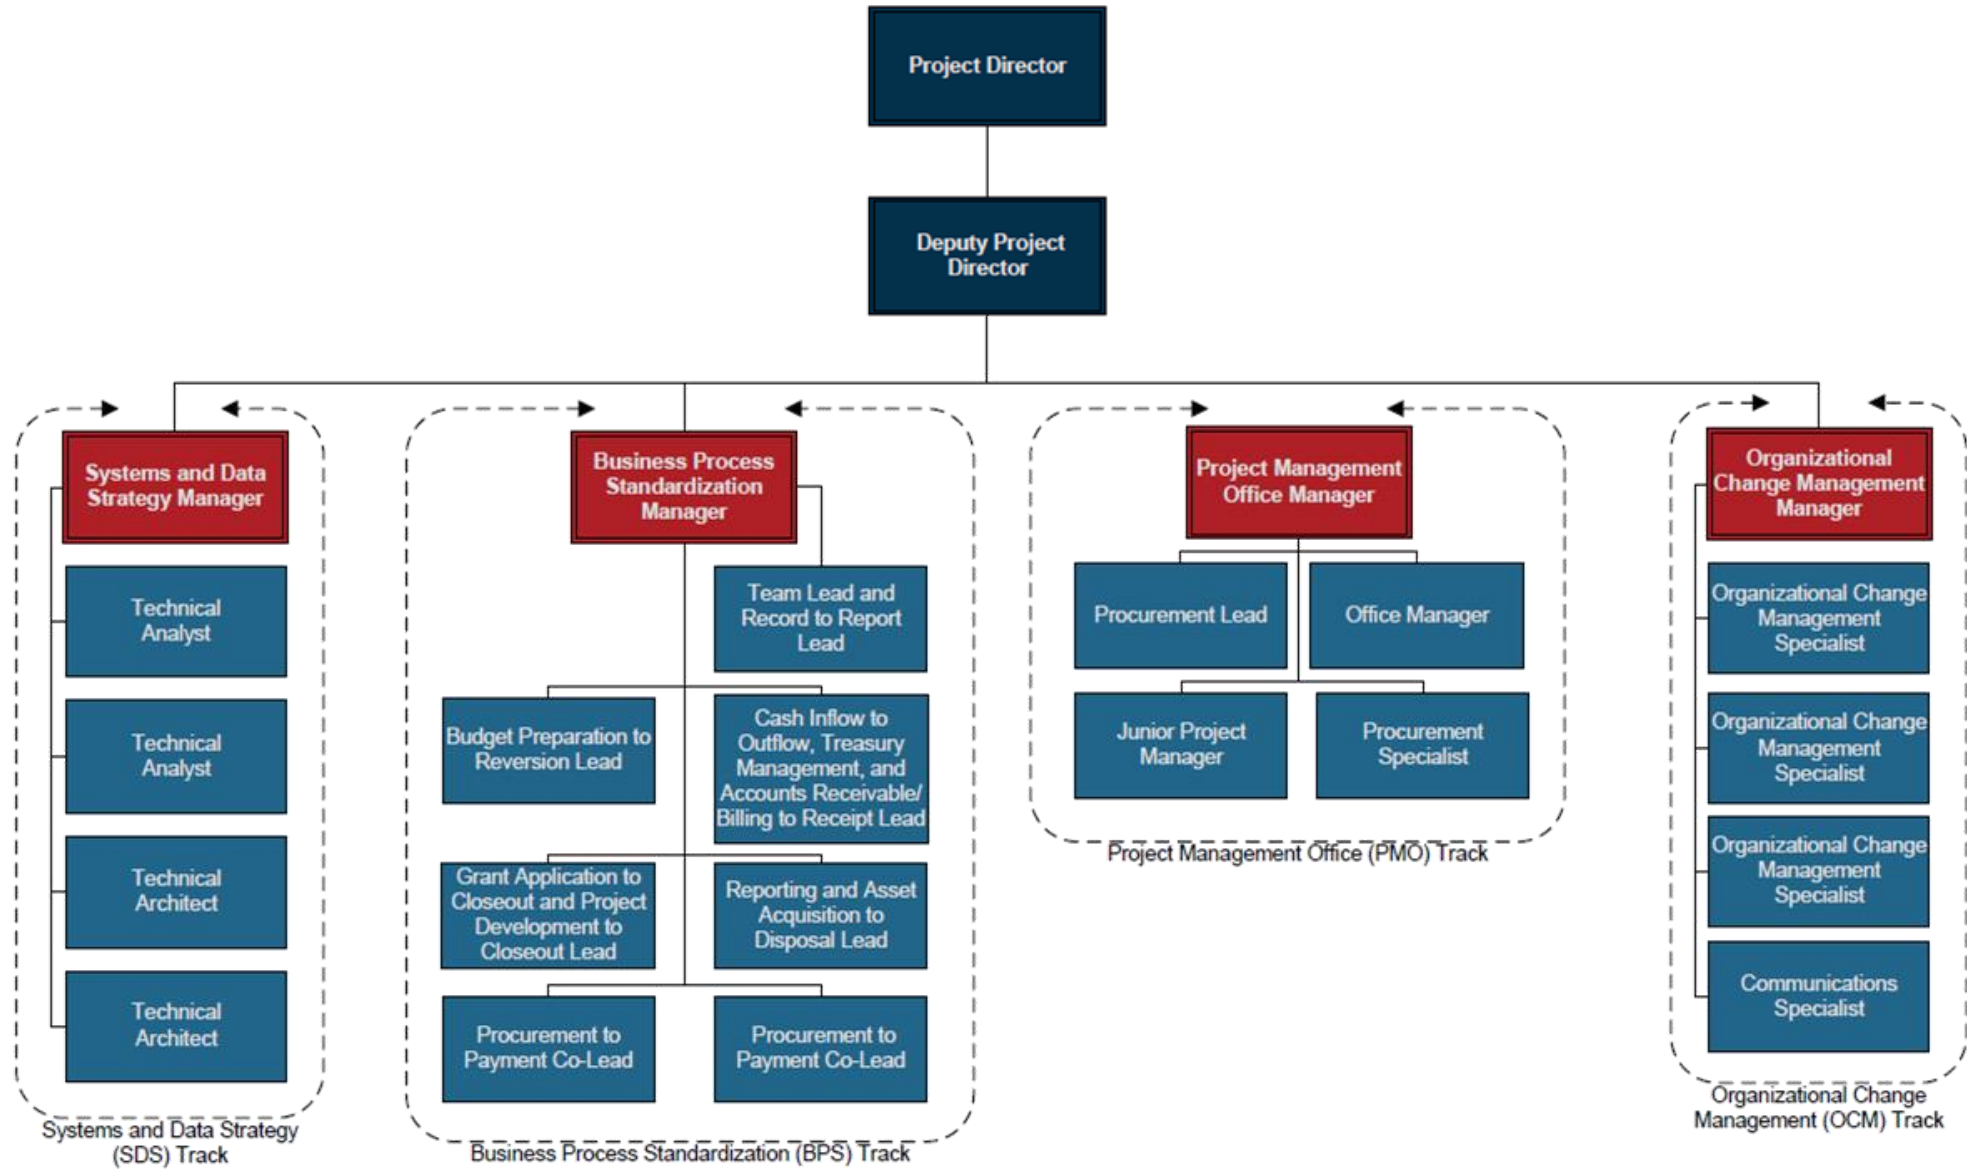 Project Director
Deputy Project
Director
Systems and Data
Strategy Manager
Technical
Analyst
Technical
Analyst
Technical
Architect
Technical
Architect
Systems and Data Strategy
(SDS) Track
Business Process
Standardization
Manager
Team Lead and
Record to Report
Lead
Budget Preparation to
Reversion Lead
Cash Inflow to
Outflow, Treasury
Management, and
Accounts Receivable/
Billing to Receipt Lead
Grant Application to
Closeout and Project
Development to
Closeout Lead
Reporting and Asset
Acquisition to
Disposal Lead
Procurement to
Payment Co-Lead
Procurement to
Payment Co-Lead
Business Process Standardization (BPS) Track
Project Management
Office Manager
Procurement Lead
Office Manager
Junior Project
Manager
Procurement
Specialist
Project Management Office (PMO) Track
Organizational
Change Management
Manager
Organizational Change
Management
Specialist
Organizational Change
Management
Specialist
Organizational Change
Management
Specialist
Communications
Specialist
Organizational Change
Management (OCM) Track